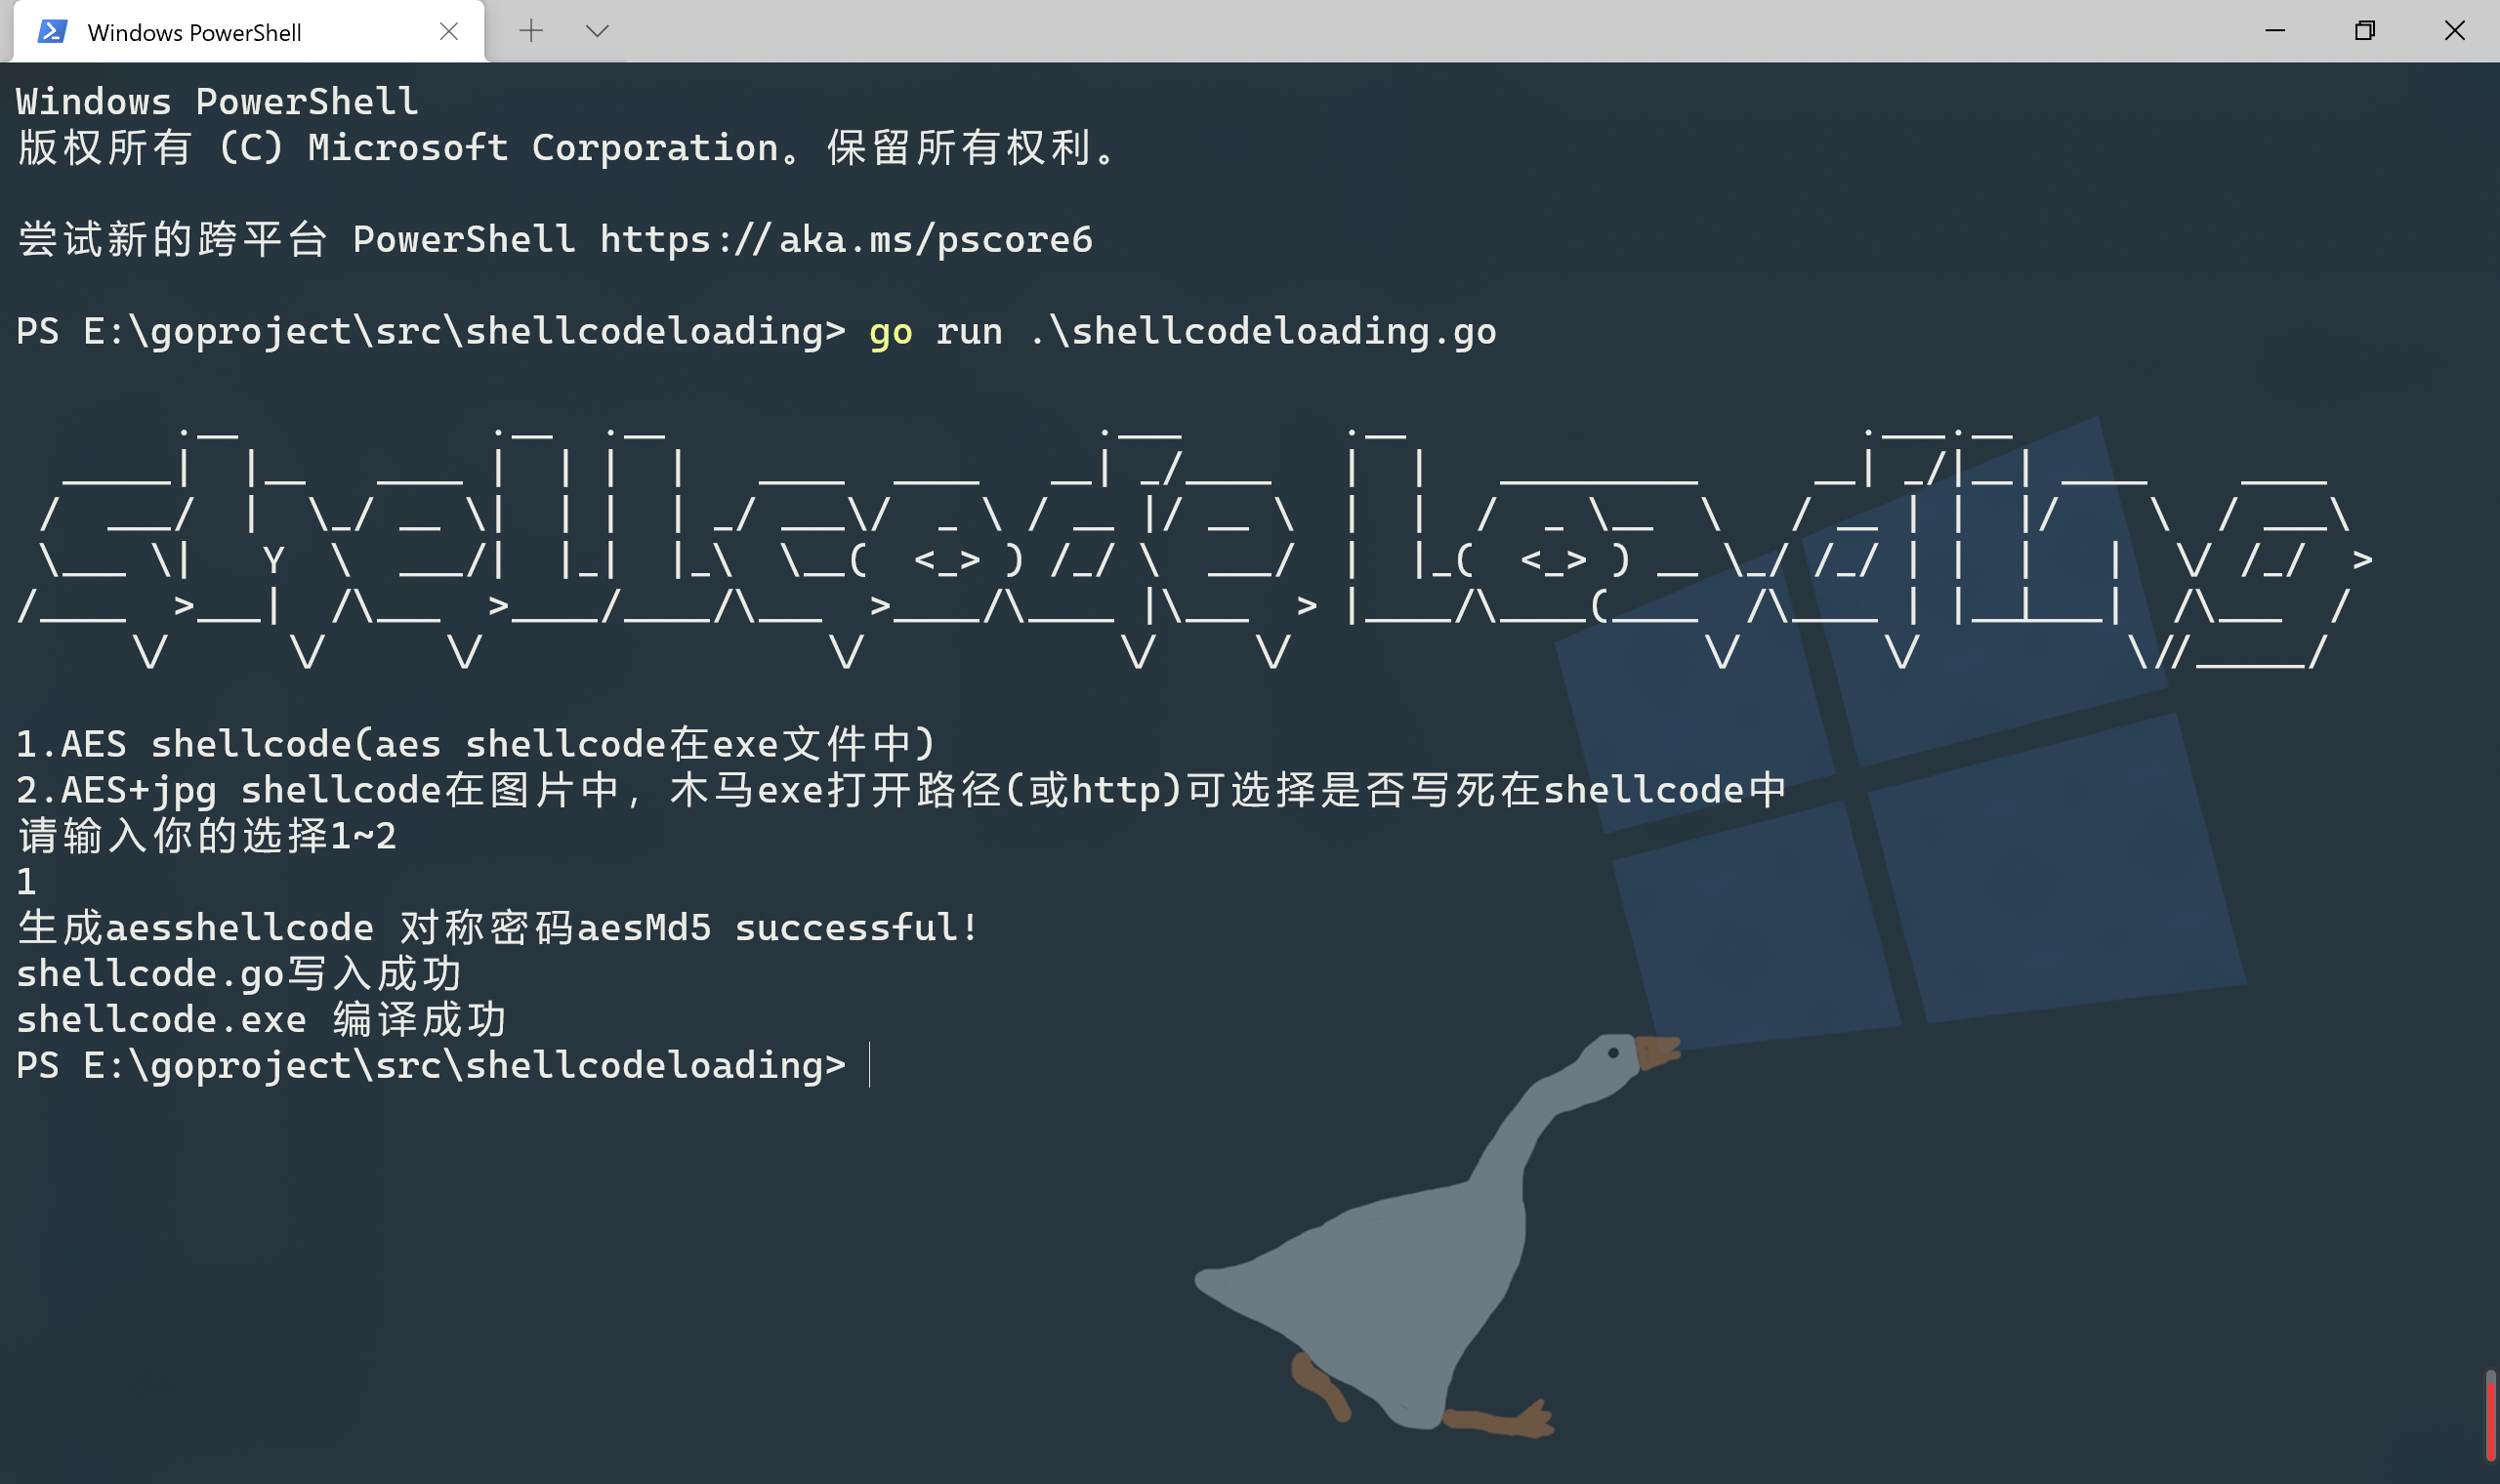 Windows PowerShell
Windows PowerShell
版权所有 (C) Microsoft Corporation。保留所有权利。
尝试新的跨平台 PowerShell https://aka.ms/pscore6
PS E:\goproject\src\shellcodeloading> go run .\shellcodeloading.go
shellcode loading
1.AES shellcode(aes shellcode在exe文件中)
2.AES+jpg shellcode在图片中, 木马exe打开路径(或http)可选择是否写死在shellcode中
请输入你的选择1~2
1
生成aesshellcode 对称密码aesMd5 successful!
shellcode.go写入成功
shellcode.exe 编译成功
PS E:\goproject\src\shellcodeloading>